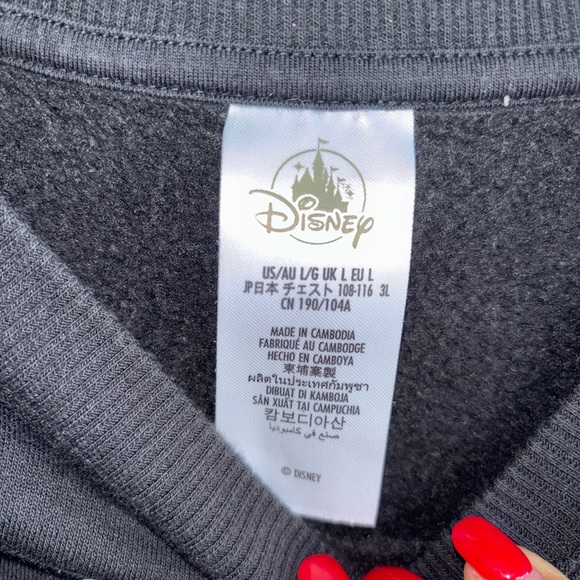 Disney
US/AU L/G UK L EU L
JP日本 チェスト 108-116 3L
CN 190/104A
MADE IN CAMBODIA
FABRIQUÉ AU CAMBODGE
HECHO EN CAMBOYA
柬埔寨製
ผลิตในประเทศกัมพูชา
DIBUAT DI KAMBOJA
SẢN XUẤT TẠI CAMPUCHIA
캄보디아산
صنع في كامبوديا
© DISNEY